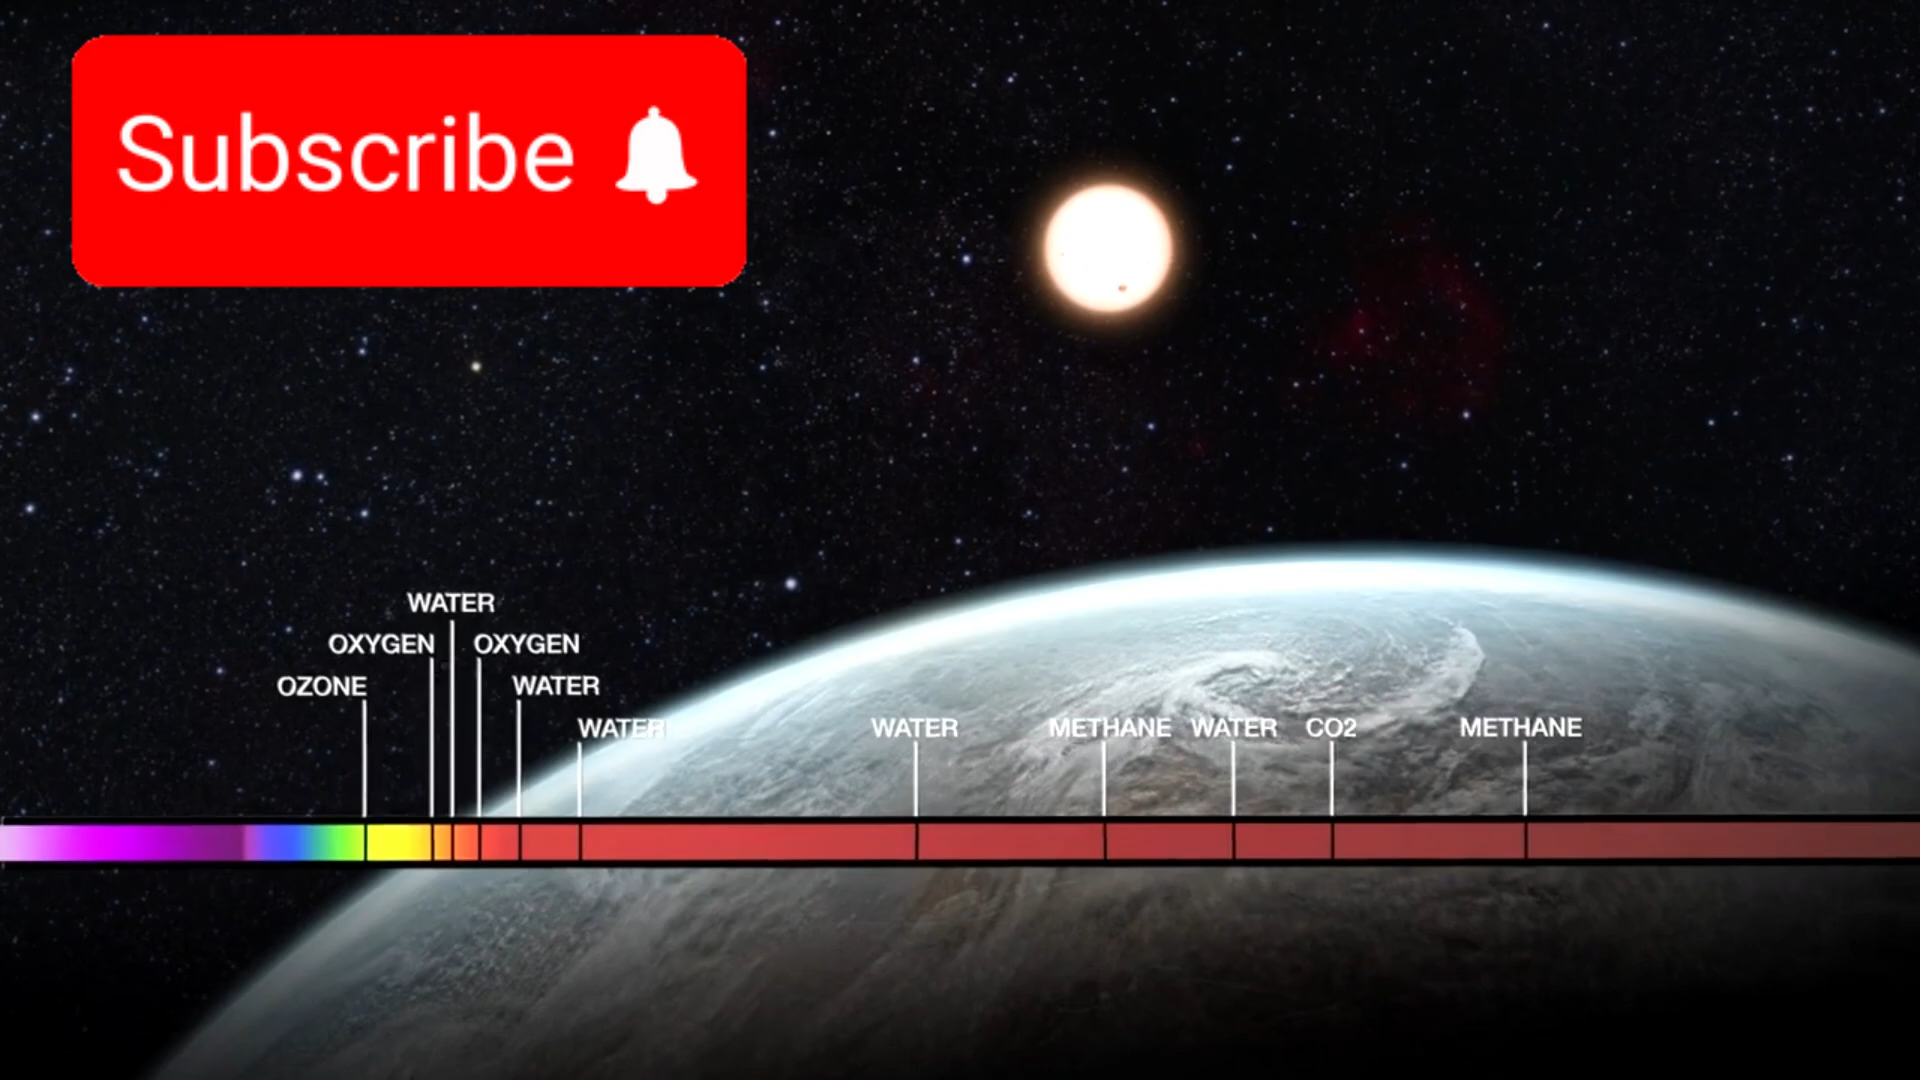 Subscribe
WATER
OXYGEN OXYGEN
OZONE WATER
WATER WATER METHANE WATER CO2 METHANE